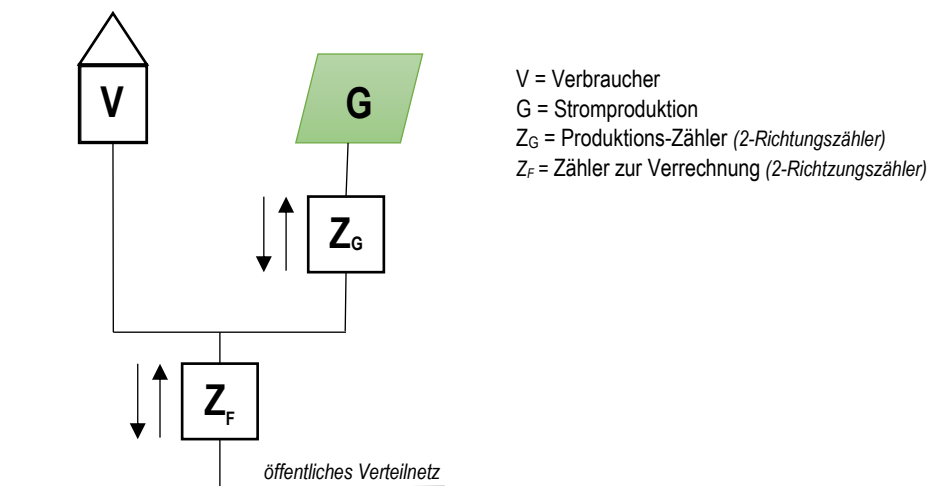 V
G
V = Verbraucher
G = Stromproduktion
ZG = Produktions-Zähler (2-Richtungszähler)
ZF = Zähler zur Verrechnung (2-Richtzungszähler)
ZG
ZF
öffentliches Verteilnetz